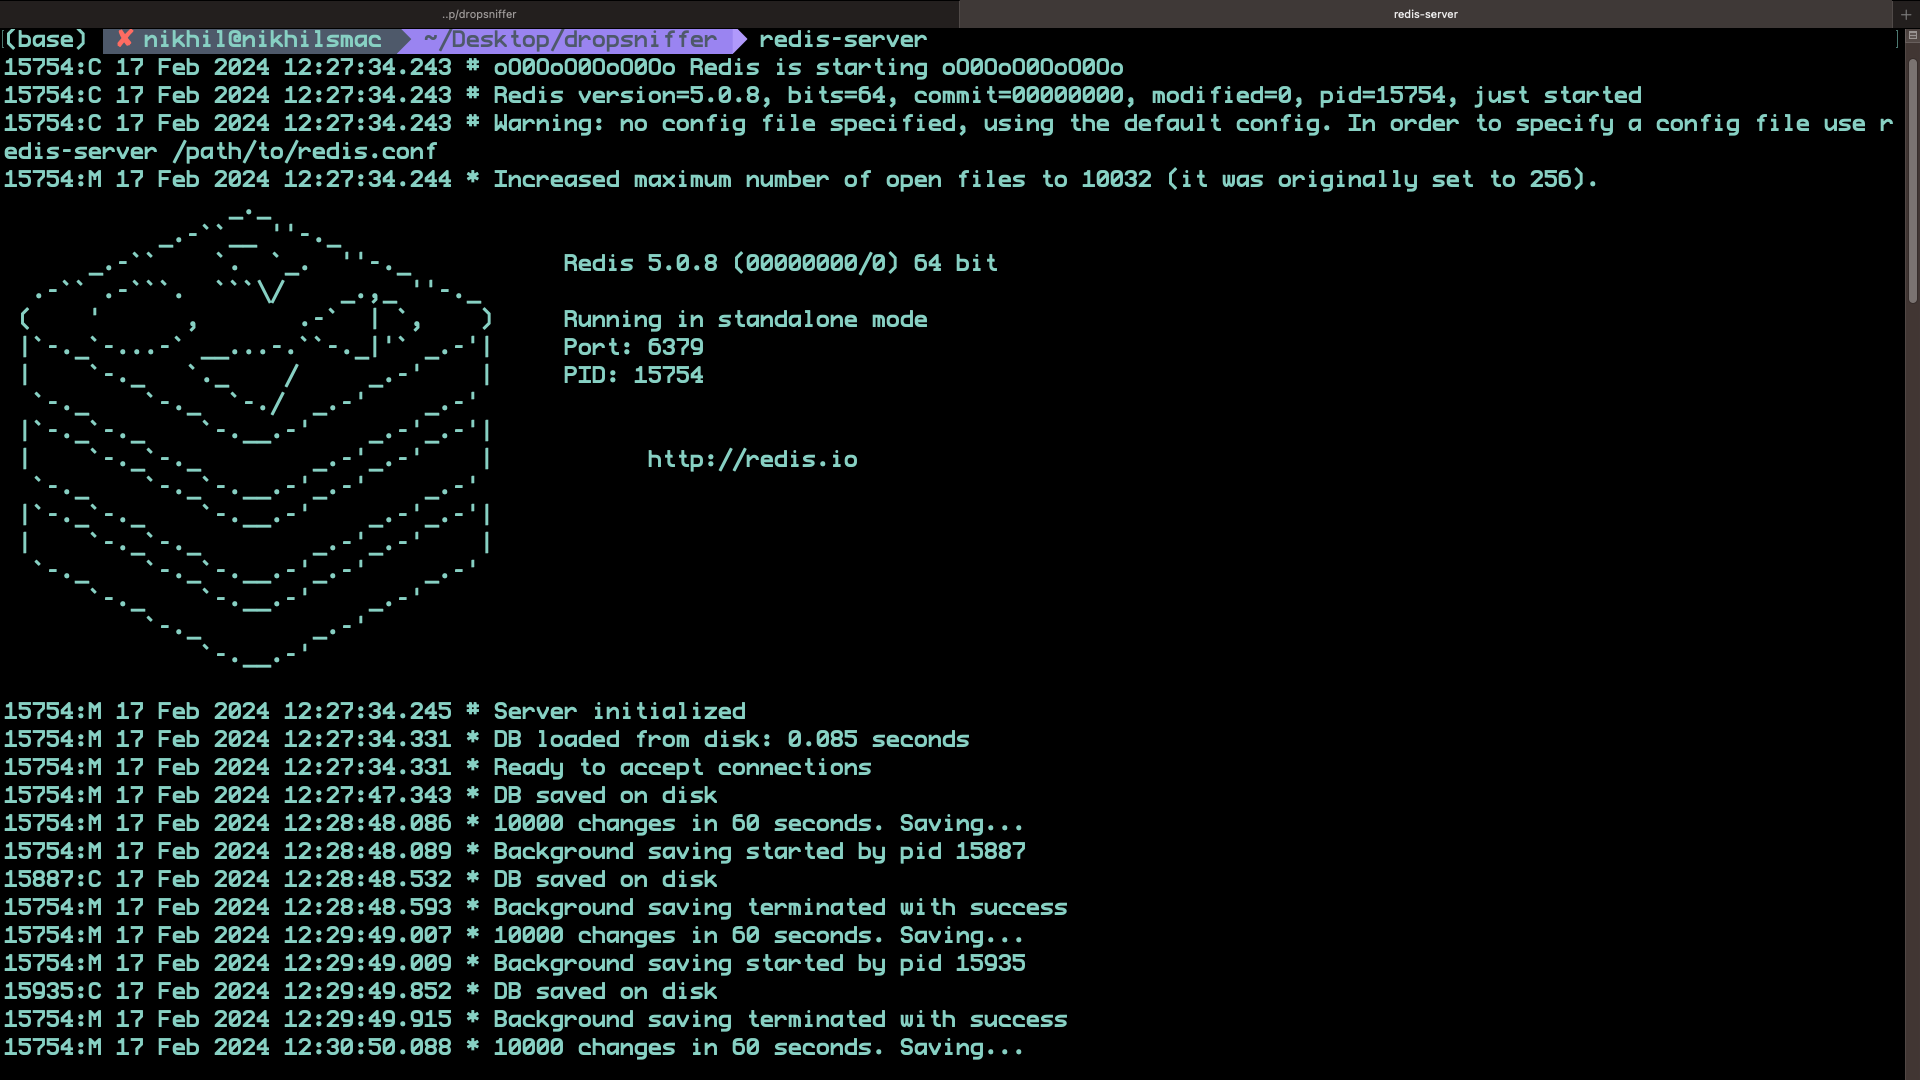 ..p/dropsniffer
redis-server
(base) ✘ nikhil@nikhilsmac ~/Desktop/dropsniffer redis-server
15754:C 17 Feb 2024 12:27:34.243 # oO0OoO0OoO0Oo Redis is starting oO0OoO0OoO0Oo
15754:C 17 Feb 2024 12:27:34.243 # Redis version=5.0.8, bits=64, commit=00000000, modified=0, pid=15754, just started
15754:C 17 Feb 2024 12:27:34.243 # Warning: no config file specified, using the default config. In order to specify a config file use r
edis-server /path/to/redis.conf
15754:M 17 Feb 2024 12:27:34.244 * Increased maximum number of open files to 10032 (it was originally set to 256).
Redis 5.0.8 (00000000/0) 64 bit
Running in standalone mode
Port: 6379
PID: 15754
http://redis.io
15754:M 17 Feb 2024 12:27:34.245 # Server initialized
15754:M 17 Feb 2024 12:27:34.331 * DB loaded from disk: 0.085 seconds
15754:M 17 Feb 2024 12:27:34.331 * Ready to accept connections
15754:M 17 Feb 2024 12:27:47.343 * DB saved on disk
15754:M 17 Feb 2024 12:28:48.086 * 10000 changes in 60 seconds. Saving...
15754:M 17 Feb 2024 12:28:48.089 * Background saving started by pid 15887
15887:C 17 Feb 2024 12:28:48.532 * DB saved on disk
15754:M 17 Feb 2024 12:28:48.593 * Background saving terminated with success
15754:M 17 Feb 2024 12:29:49.007 * 10000 changes in 60 seconds. Saving...
15754:M 17 Feb 2024 12:29:49.009 * Background saving started by pid 15935
15935:C 17 Feb 2024 12:29:49.852 * DB saved on disk
15754:M 17 Feb 2024 12:29:49.915 * Background saving terminated with success
15754:M 17 Feb 2024 12:30:50.088 * 10000 changes in 60 seconds. Saving...